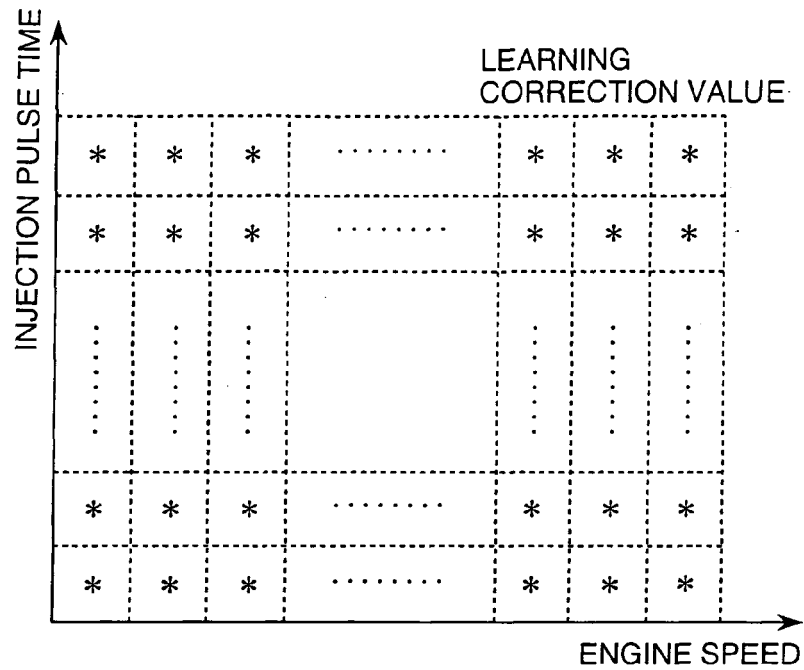 INJECTION PULSE TIME
LEARNING
CORRECTION VALUE
* * * ········ * * *
* * * ········ * * *
* * * ········ * * *
* * * ········ * * *
ENGINE SPEED